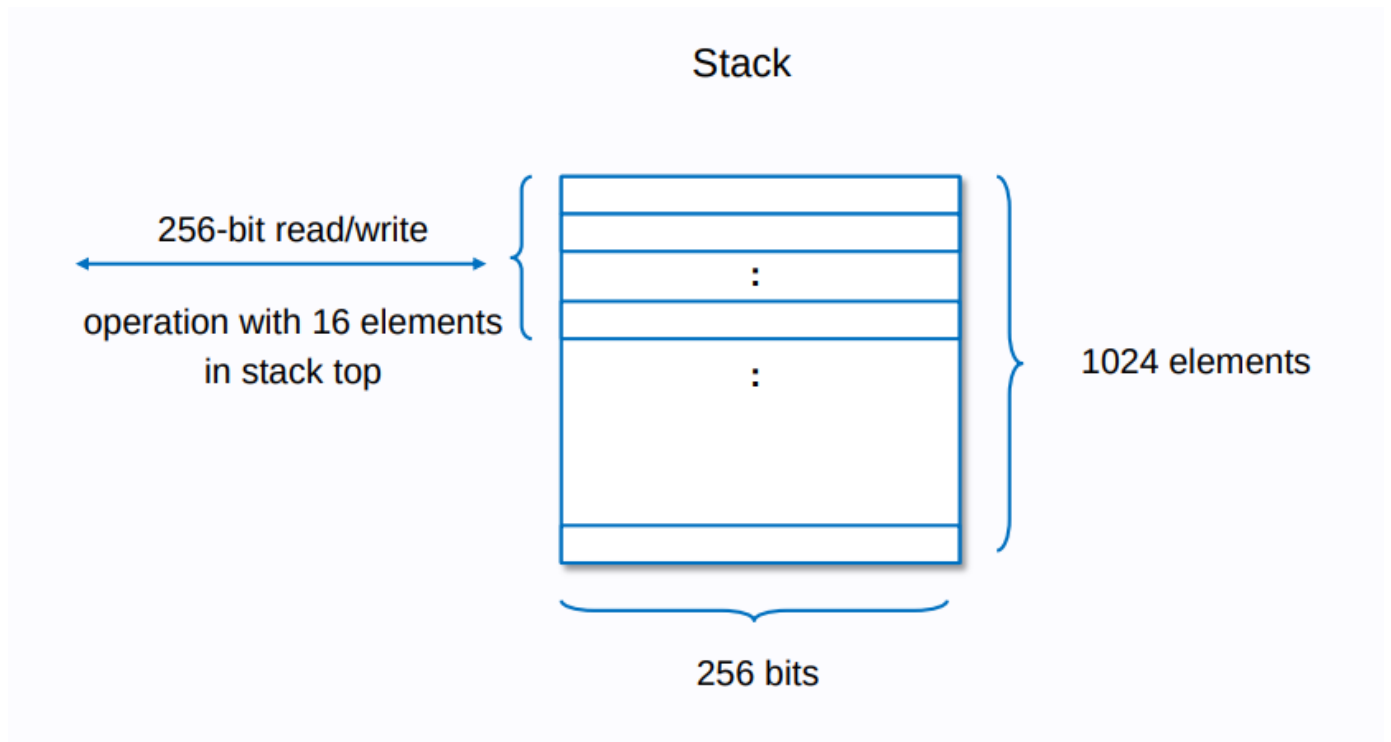 Stack
256-bit read/write
operation with 16 elements
in stack top
:
:
1024 elements
256 bits